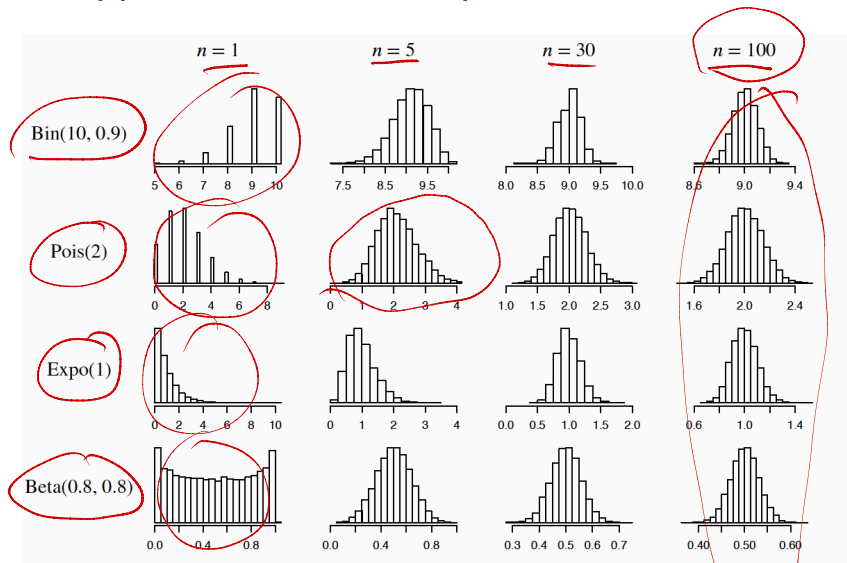 n = 1 n = 5 n = 30 n = 100
Bin(10, 0.9)
5 6 7 8 9 10 7.5 8.5 9.5 8.0 8.5 9.0 9.5 10.0 8.6 9.0 9.4
Pois(2)
0 2 4 6 8 0 1 2 3 4 1.0 1.5 2.0 2.5 3.0 1.6 2.0 2.4
Expo(1)
0 2 4 6 8 10 0 1 2 3 4 0.0 0.5 1.0 1.5 2.0 0.6 1.0 1.4
Beta(0.8, 0.8)
0.0 0.4 0.8 0.0 0.4 0.8 0.3 0.4 0.5 0.6 0.7 0.40 0.50 0.60